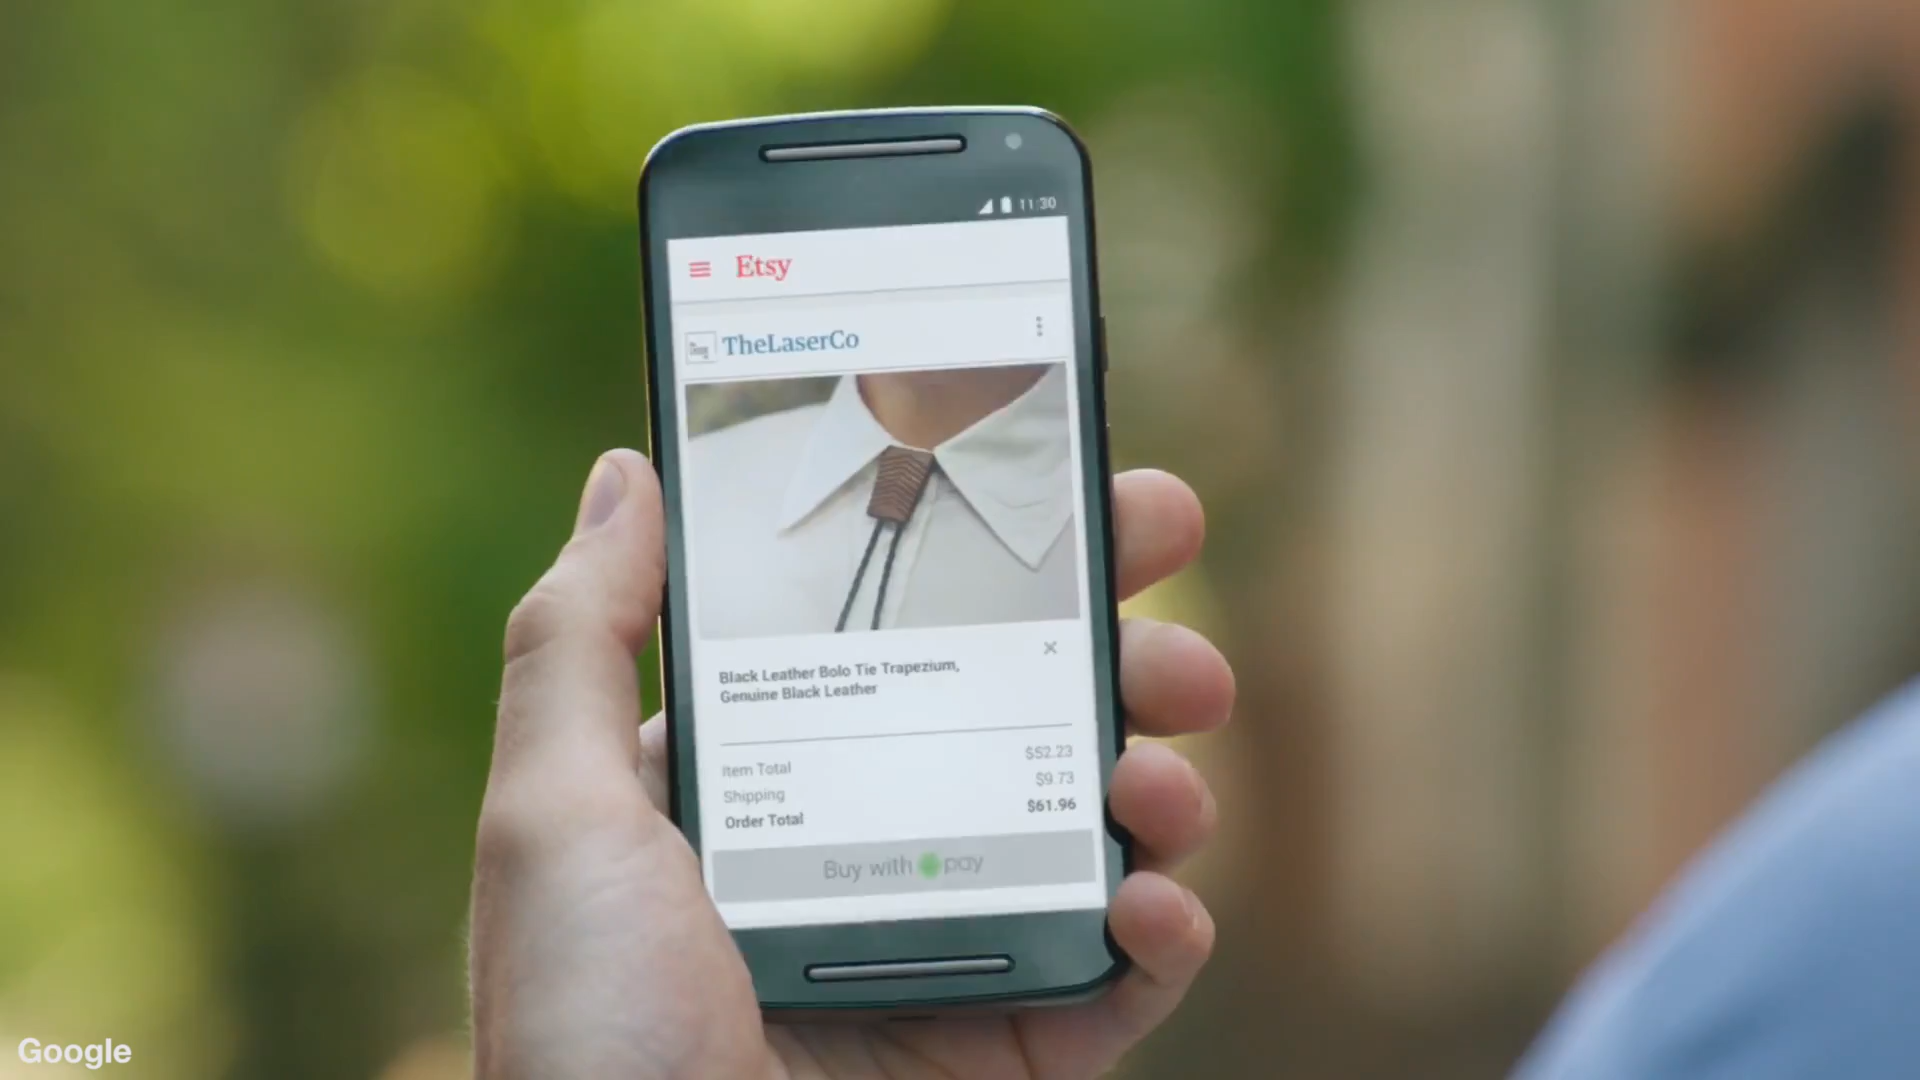 11:30
Etsy
TheLaserCo
Black Leather Bolo Tie Trapezium,
Genuine Black Leather
Item Total $52.23
Shipping $9.73
Order Total $61.96
Buy with pay
Google